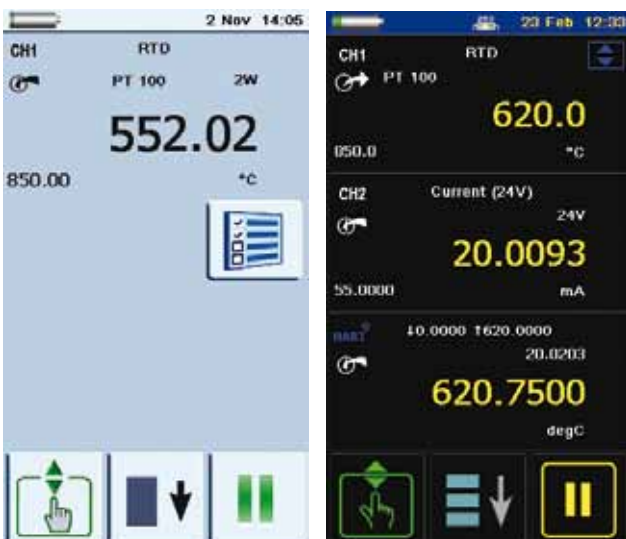 2 Nov 14:05
CH1 RTD
PT 100 2W
552.02
850.00 °C
23 Feb 12:33
CH1 RTD
PT 100
620.0
850.0 °C
CH2 Current (24V)
24V
20.0093
55.0000 mA
HART ↓0.0000 ↑620.0000
20.0203
620.7500
degC